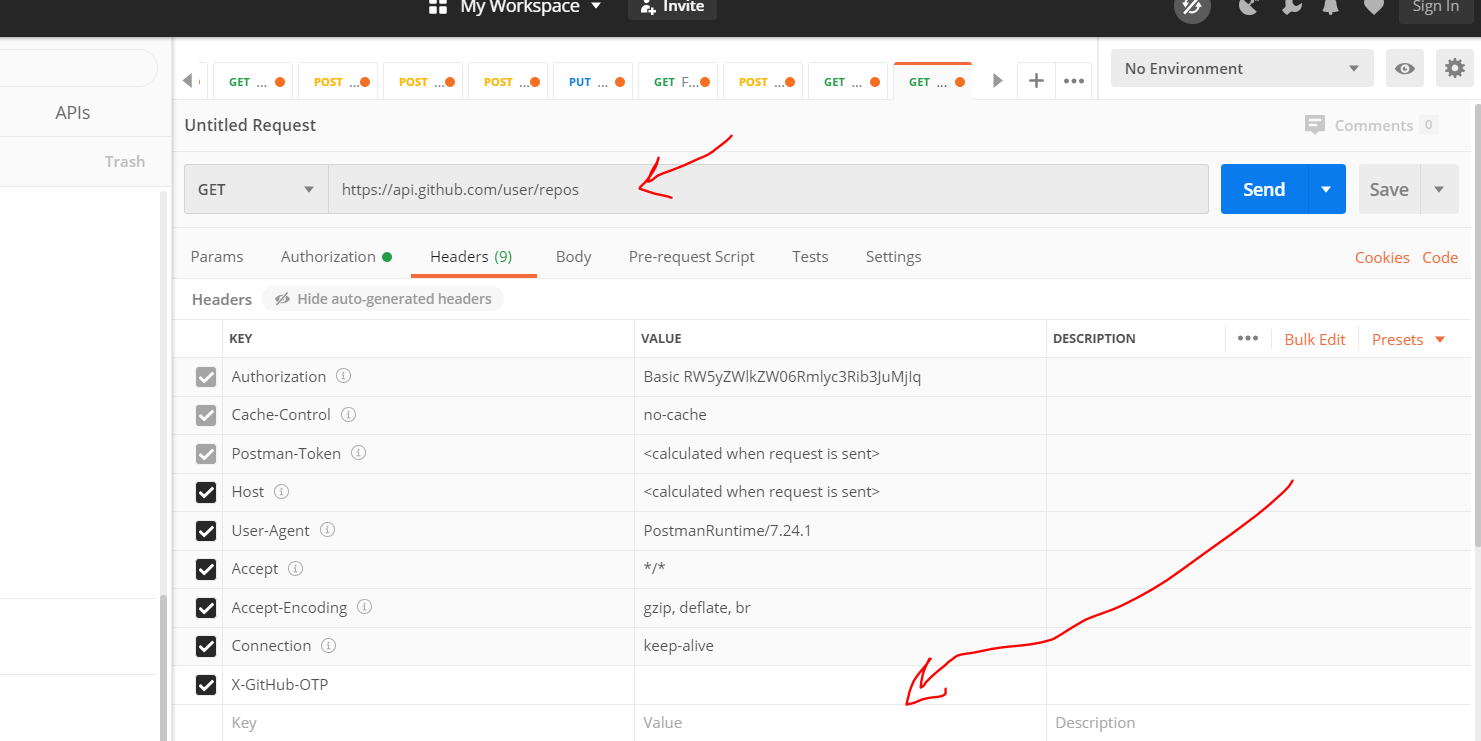 My Workspace
Invite
Sign In
GET ...
POST ...
POST ...
POST ...
PUT ...
GET F...
POST ...
GET ...
GET ...
No Environment
APIs
Untitled Request
Comments 0
Trash
GET
https://api.github.com/user/repos
Send
Save
Params
Authorization
Headers (9)
Body
Pre-request Script
Tests
Settings
Cookies
Code
Headers
Hide auto-generated headers
KEY VALUE DESCRIPTION
Bulk Edit
Presets
Authorization Basic RW5yZWlkZW06Rmlyc3Rib3JuMjIq
Cache-Control no-cache
Postman-Token <calculated when request is sent>
Host <calculated when request is sent>
User-Agent PostmanRuntime/7.24.1
Accept */*
Accept-Encoding gzip, deflate, br
Connection keep-alive
X-GitHub-OTP
Key Value Description